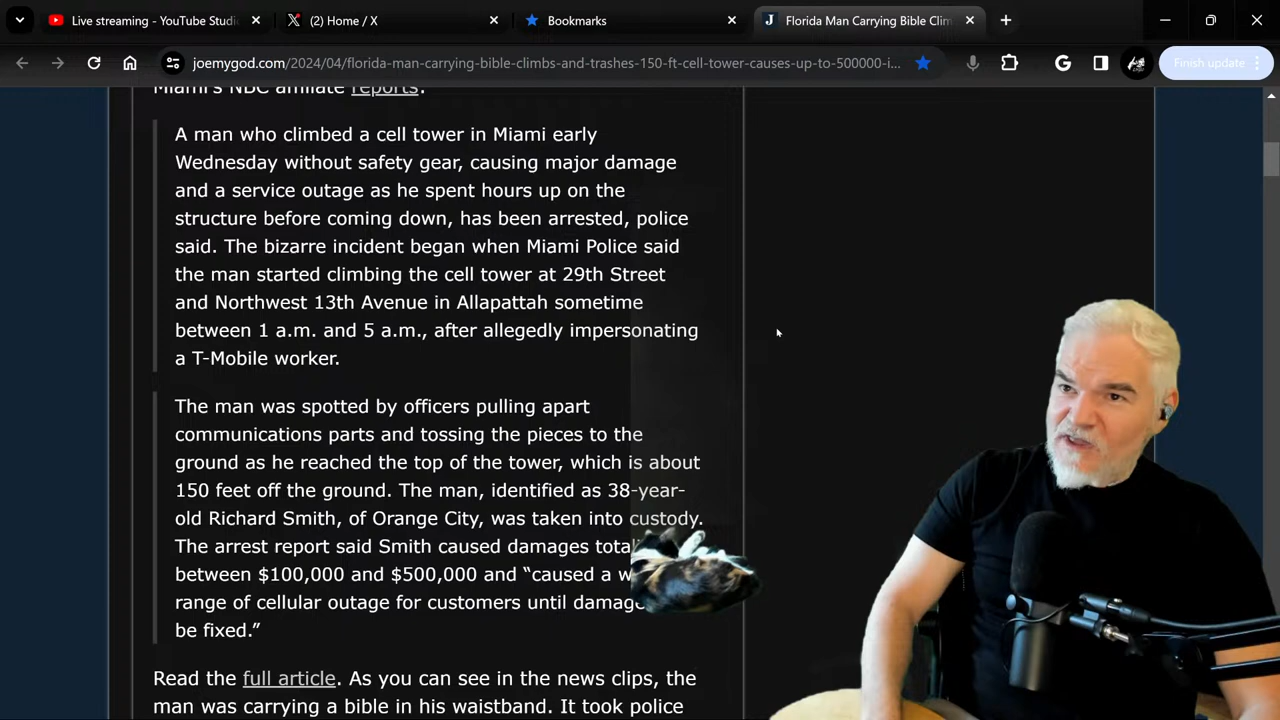 Live streaming - YouTube Studi
(2) Home / X
Bookmarks
J Florida Man Carrying Bible Clim
joemygod.com/2024/04/florida-man-carrying-bible-climbs-and-trashes-150-ft-cell-tower-causes-up-to-500000-i...
Finish update
Miami's NBC affiliate reports:
A man who climbed a cell tower in Miami early
Wednesday without safety gear, causing major damage
and a service outage as he spent hours up on the
structure before coming down, has been arrested, police
said. The bizarre incident began when Miami Police said
the man started climbing the cell tower at 29th Street
and Northwest 13th Avenue in Allapattah sometime
between 1 a.m. and 5 a.m., after allegedly impersonating
a T-Mobile worker.
The man was spotted by officers pulling apart
communications parts and tossing the pieces to the
ground as he reached the top of the tower, which is about
150 feet off the ground. The man, identified as 38-year-
old Richard Smith, of Orange City, was taken into custody.
The arrest report said Smith caused damages total
between $100,000 and $500,000 and “caused a w
range of cellular outage for customers until damage
be fixed.”
Read the full article. As you can see in the news clips, the
man was carrying a bible in his waistband. It took police